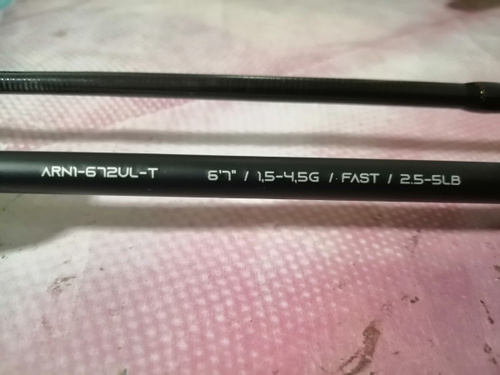 ARN1-672UL-T 6'7" / 1,5-4,5G / FAST / 2.5-5LB